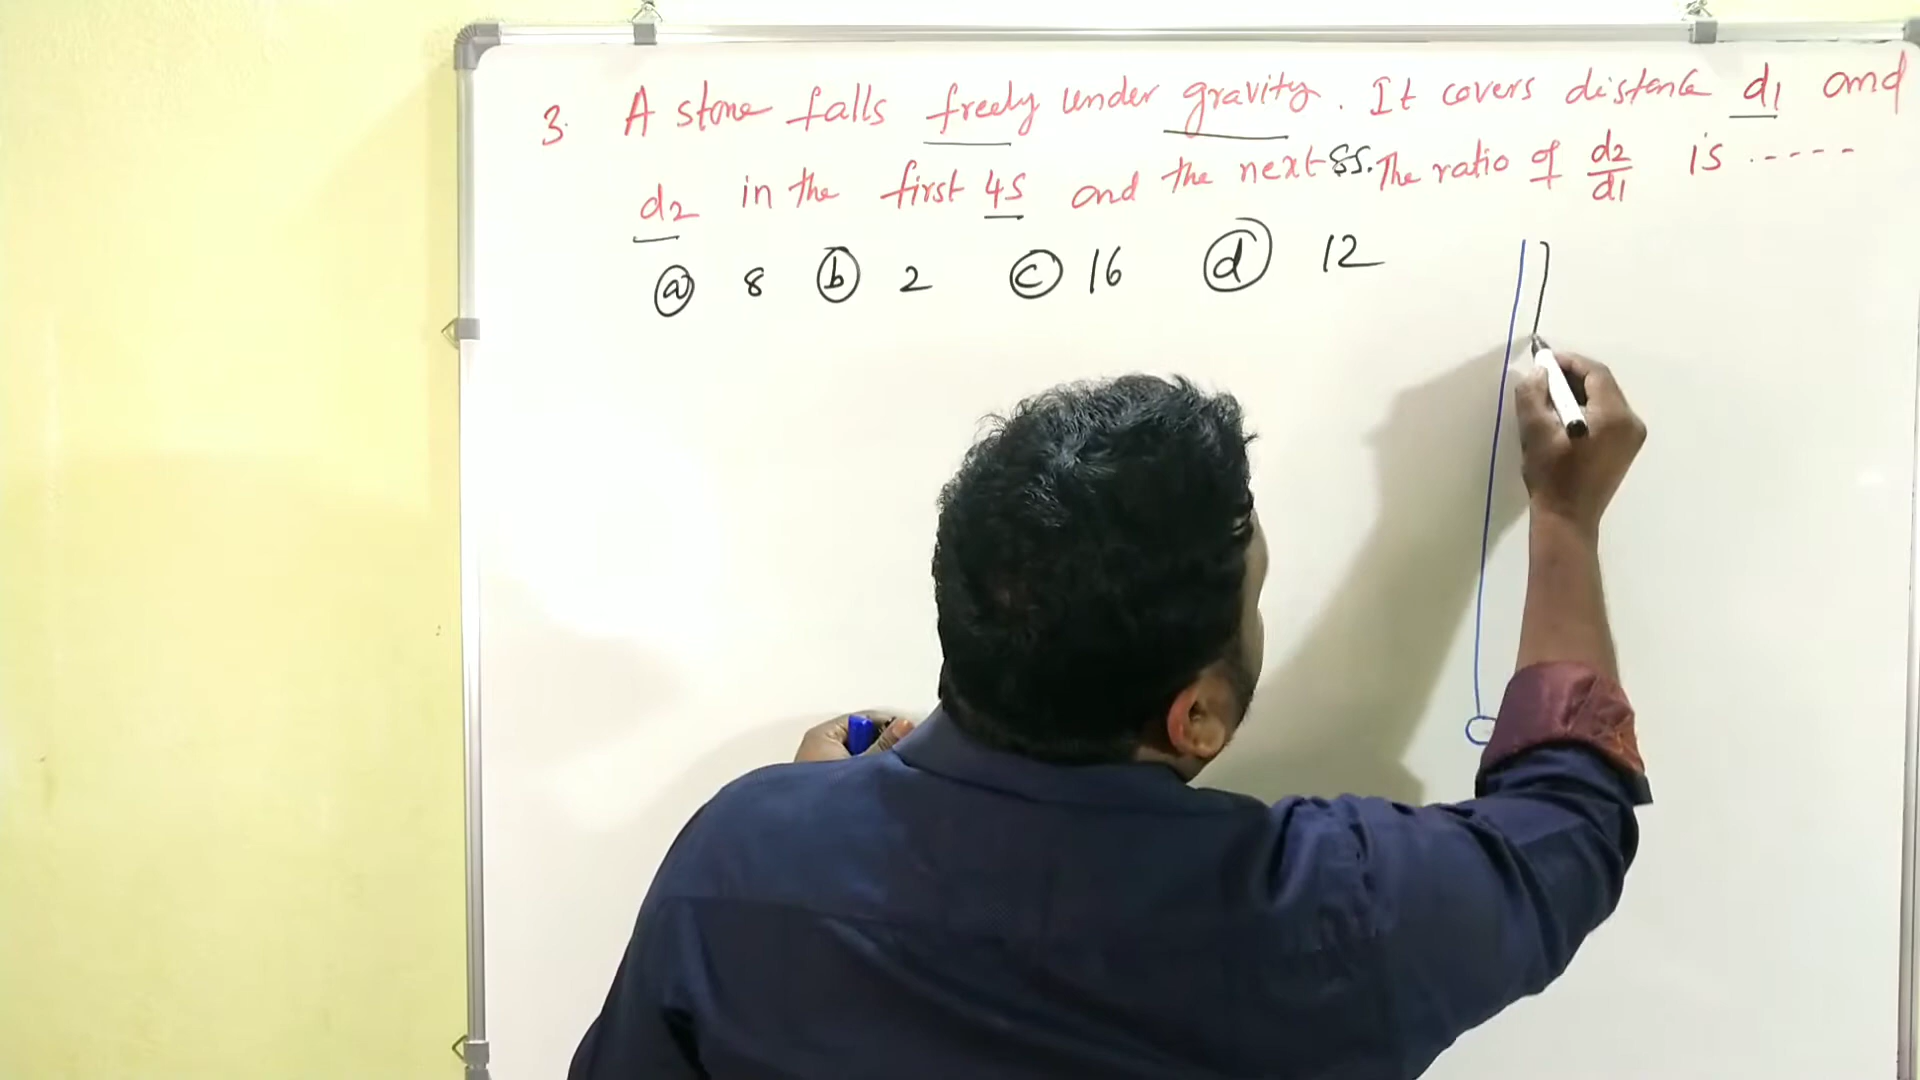 3. A stone falls freely under gravity. It covers distance d1 and
d2 in the first 4s and the next 8s. The ratio of d2/d1 is -----
ⓐ 8 ⓑ 2 ⓒ 16 ⓓ 12